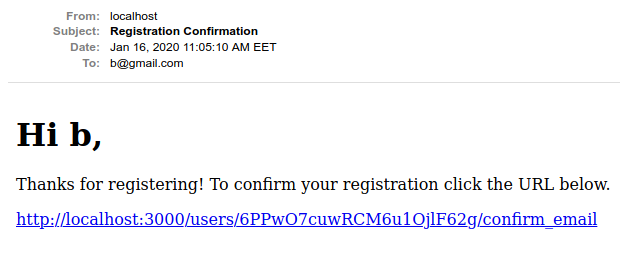 From: localhost
Subject: Registration Confirmation
Date: Jan 16, 2020 11:05:10 AM EET
To: b@gmail.com
Hi b,
Thanks for registering! To confirm your registration click the URL below.
http://localhost:3000/users/6PPwO7cuwRCM6u1OjlF62g/confirm_email